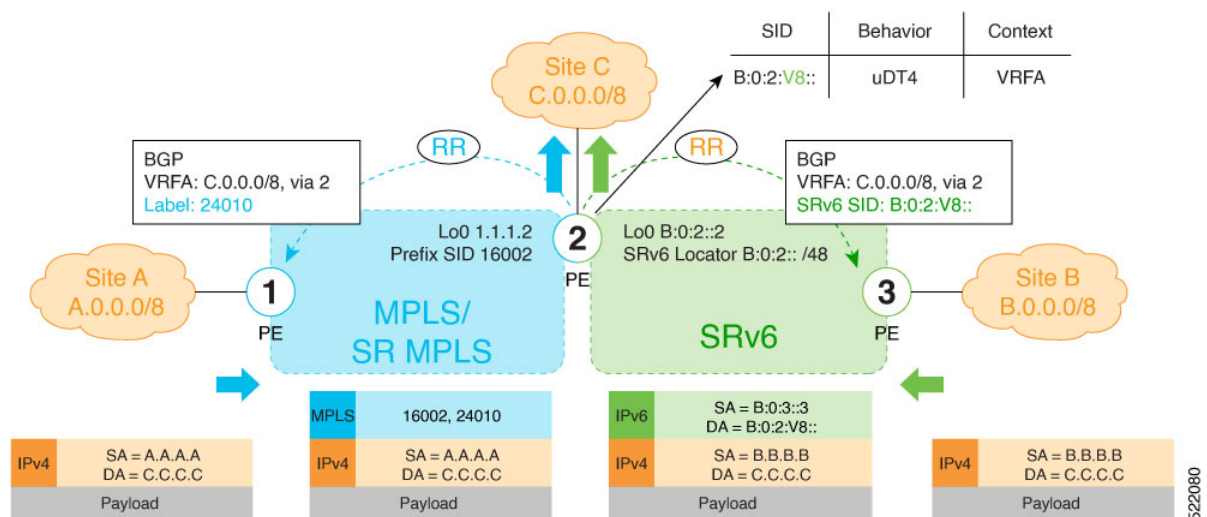 SID Behavior Context
B:0:2:V8:: uDT4 VRFA
Site C
C.0.0.0/8
RR
RR
BGP
VRFA: C.0.0.0/8, via 2
Label: 24010
BGP
VRFA: C.0.0.0/8, via 2
SRv6 SID: B:0:2:V8::
Lo0 1.1.1.2
Prefix SID 16002
2
PE
Lo0 B:0:2::2
SRv6 Locator B:0:2:: /48
Site A
A.0.0.0/8
1
PE
MPLS/
SR MPLS
SRv6
3
PE
Site B
B.0.0.0/8
MPLS 16002, 24010
IPv6
SA = B:0:3::3
DA = B:0:2:V8::
IPv4
SA = A.A.A.A
DA = C.C.C.C
Payload
IPv4
SA = A.A.A.A
DA = C.C.C.C
Payload
IPv4
SA = B.B.B.B
DA = C.C.C.C
Payload
IPv4
SA = B.B.B.B
DA = C.C.C.C
Payload
522080